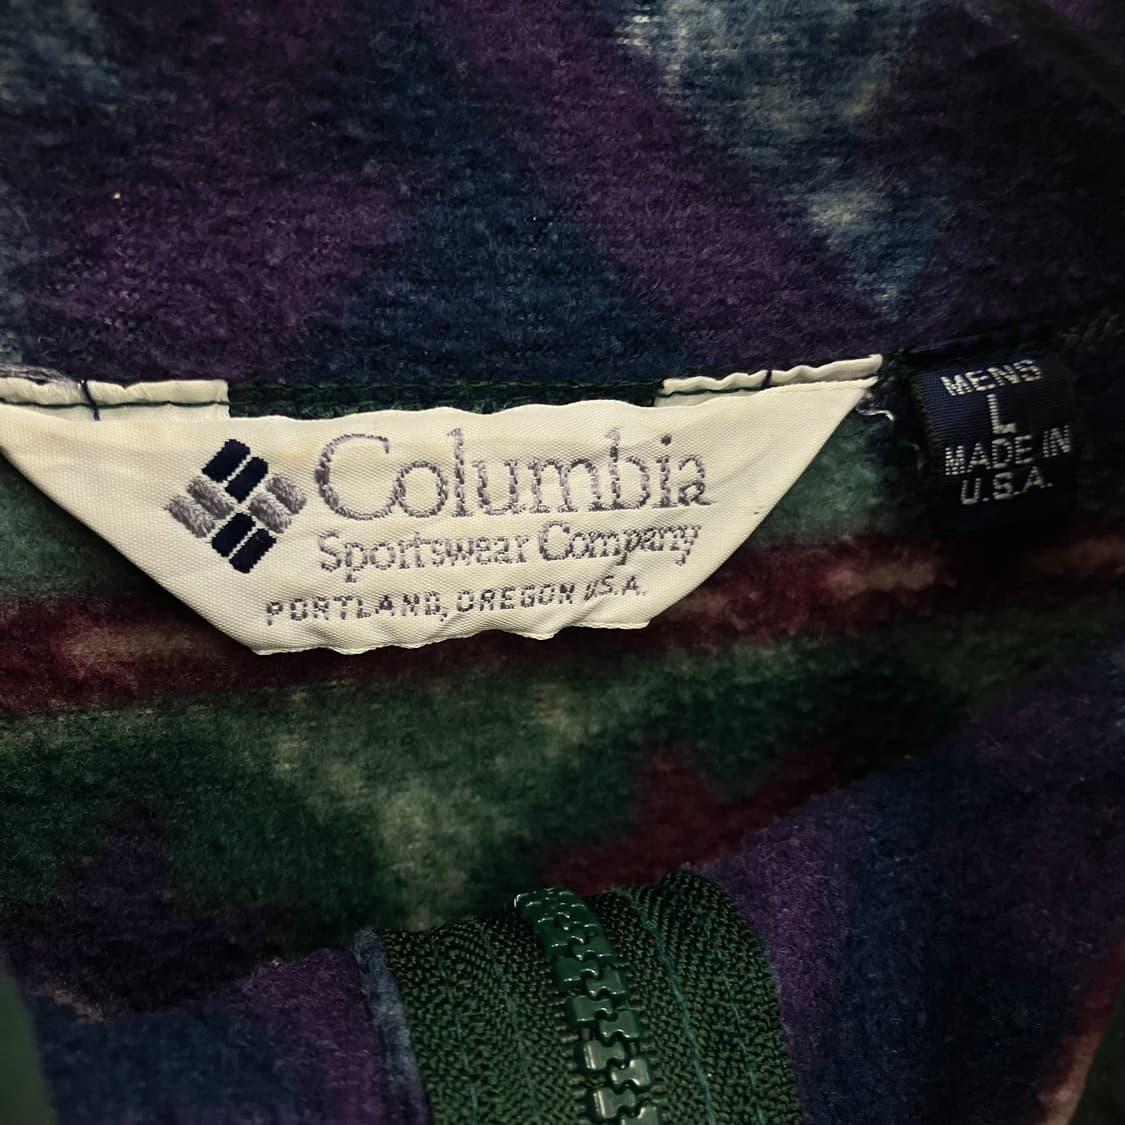 Columbia
Sportswear Company
PORTLAND, OREGON U.S.A.
MENS
L
MADE IN
U.S.A.